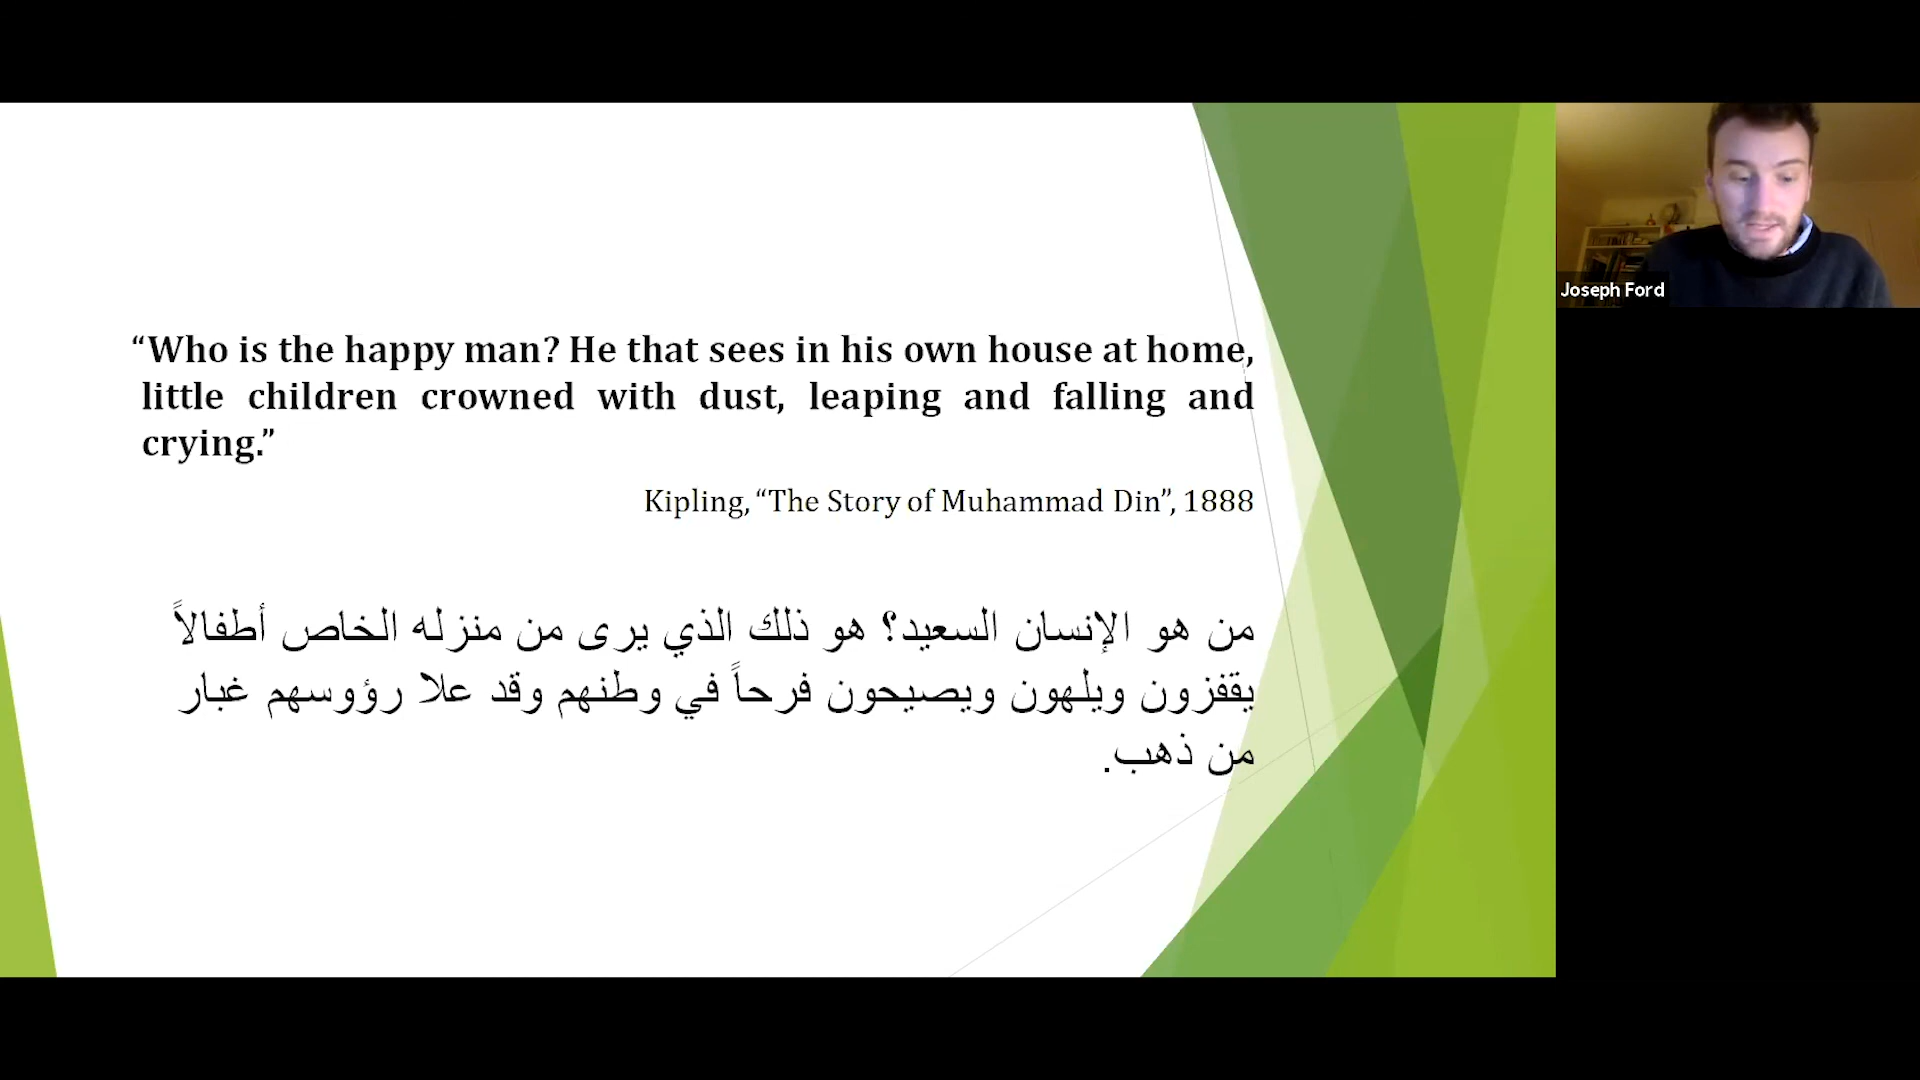 “Who is the happy man? He that sees in his own house at home,
little children crowned with dust, leaping and falling and
crying.”
Kipling, “The Story of Muhammad Din”, 1888
من هو الإنسان السعيد؟ هو ذلك الذي يرى من منزله الخاص أطفالاً
يقفزون ويلهون ويصيحون فرحاً في وطنهم وقد علا رؤوسهم غبار
من ذهب.
Joseph Ford